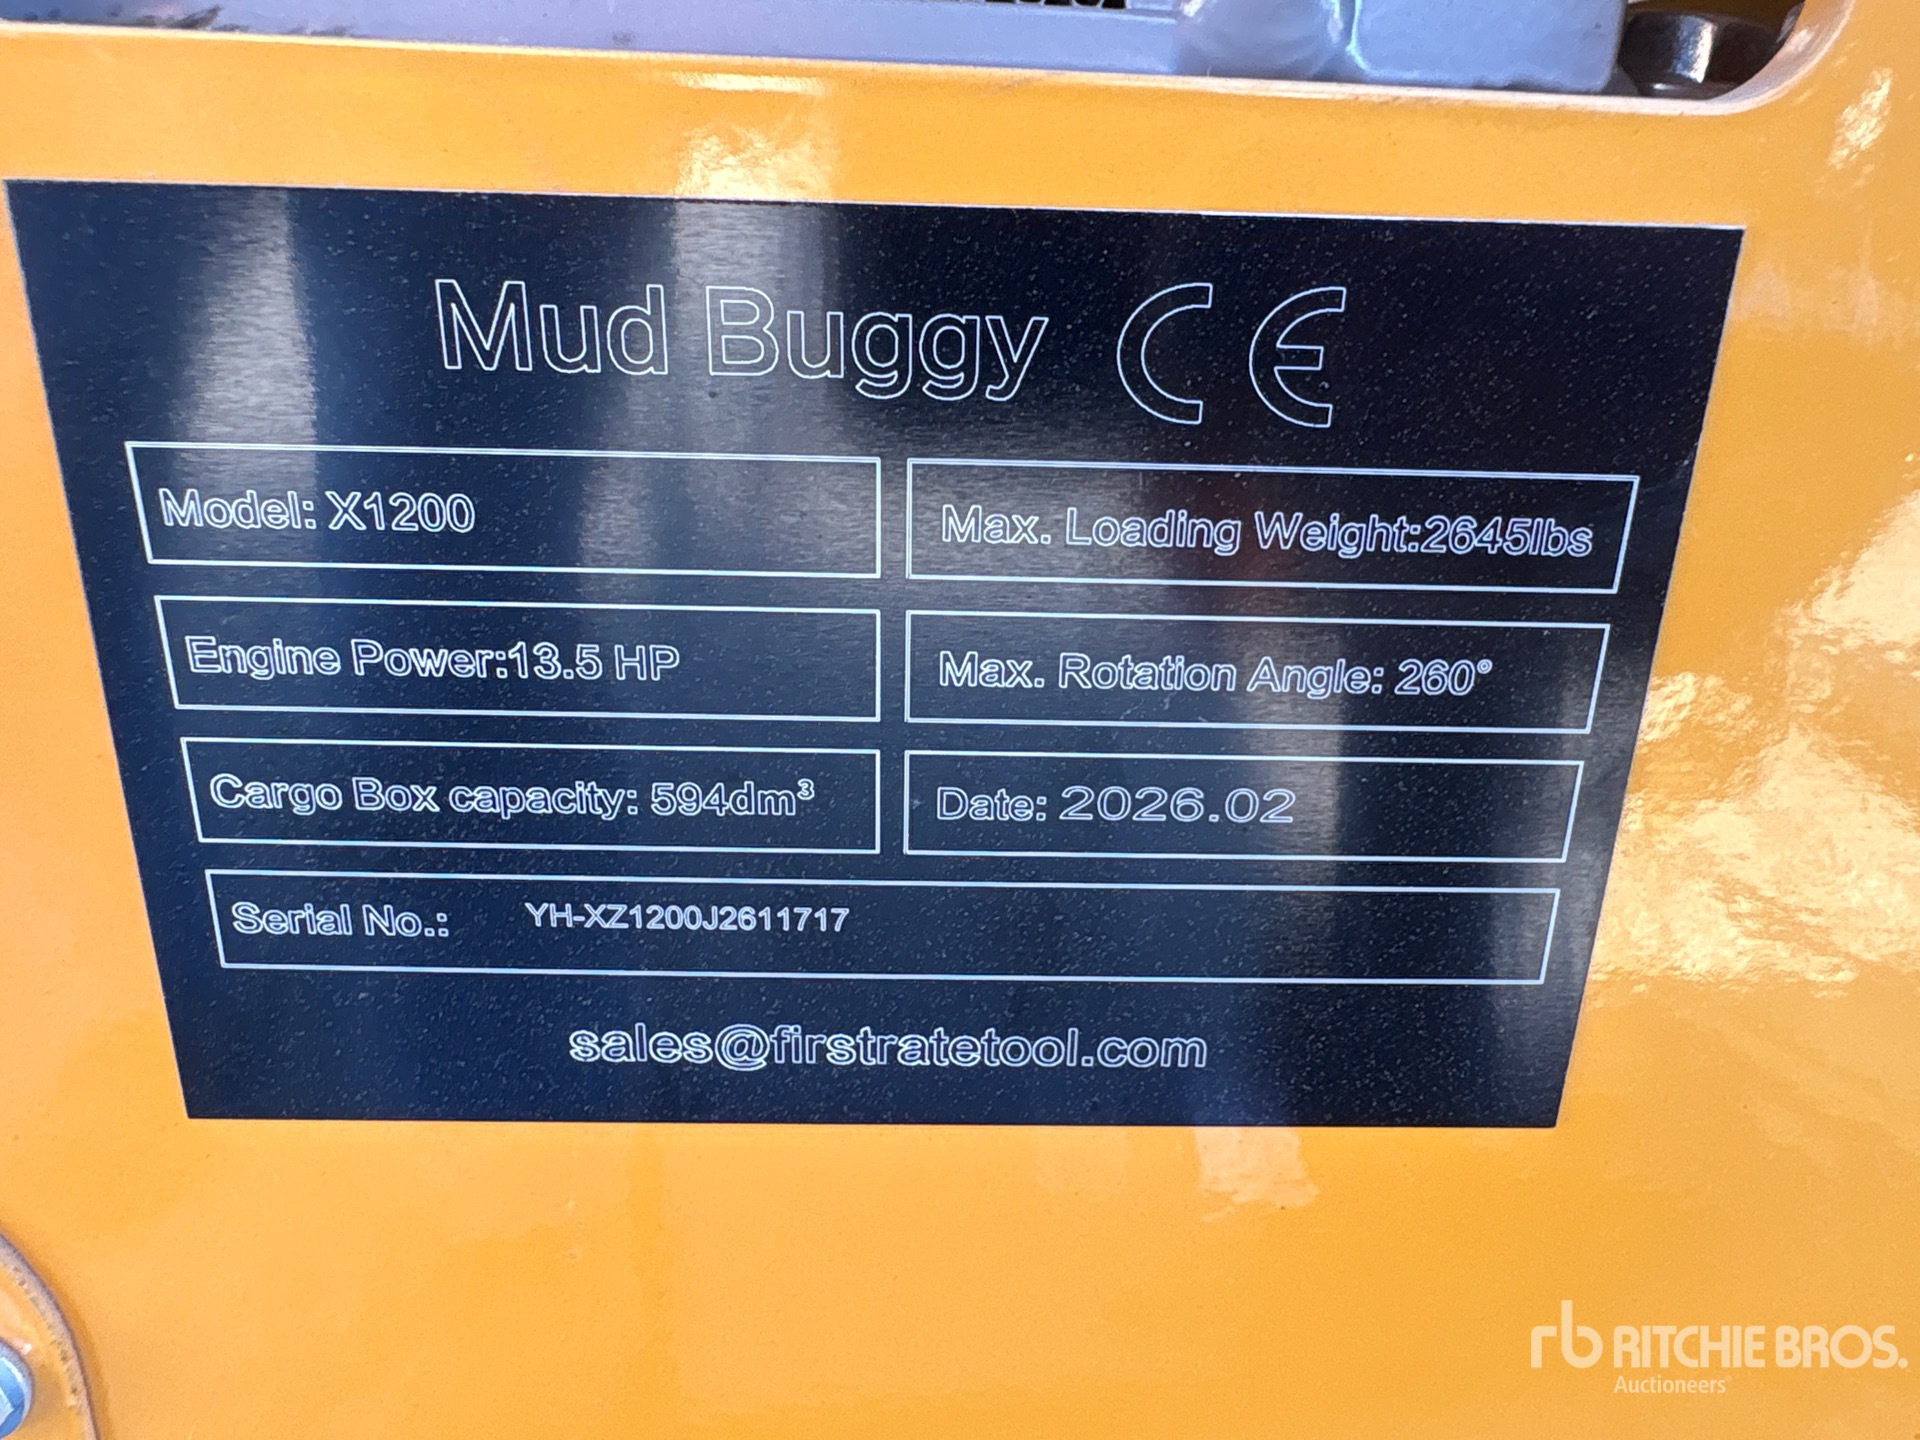 Mud Buggy CE
Model: X1200
Max. Loading Weight:2645lbs
Engine Power:13.5 HP
Max. Rotation Angle: 260°
Cargo Box capacity: 594dm³
Date: 2026.02
Serial No.: YH-XZ1200J2611717
sales@firstratetool.com
rb RITCHIE BROS.
Auctioneers